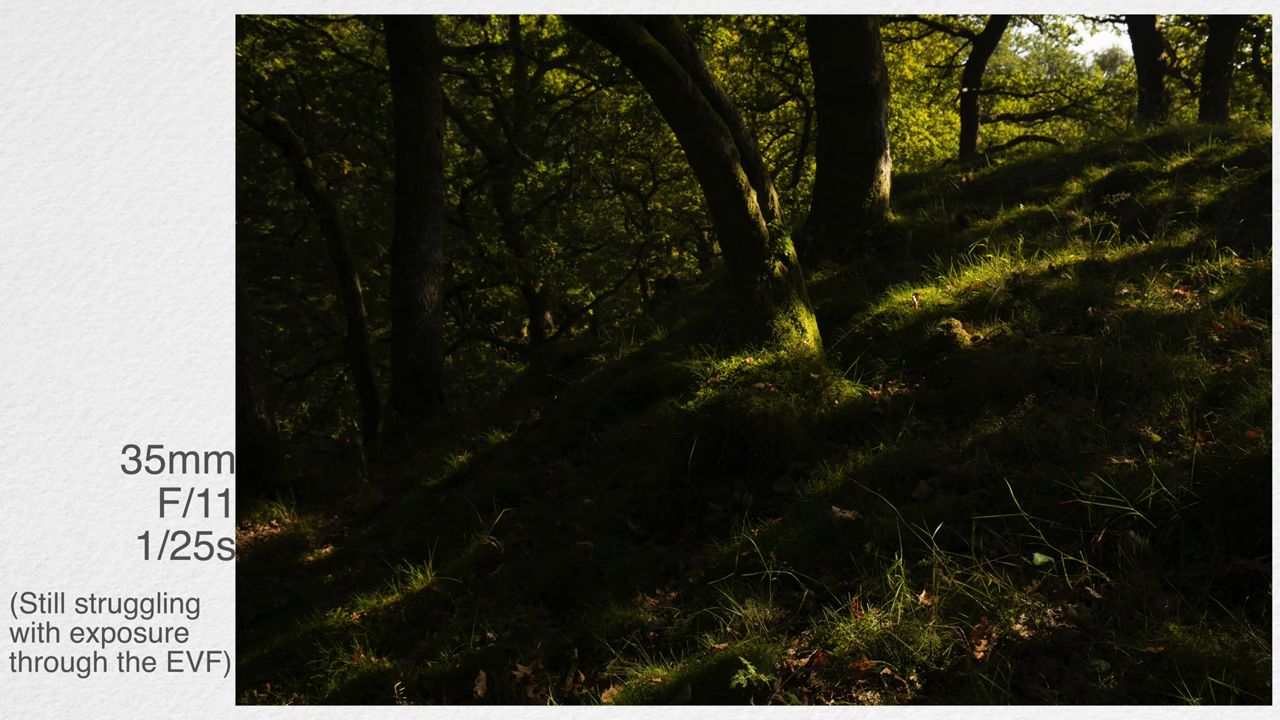 35mm
F/11
1/25s
(Still struggling
with exposure
through the EVF)